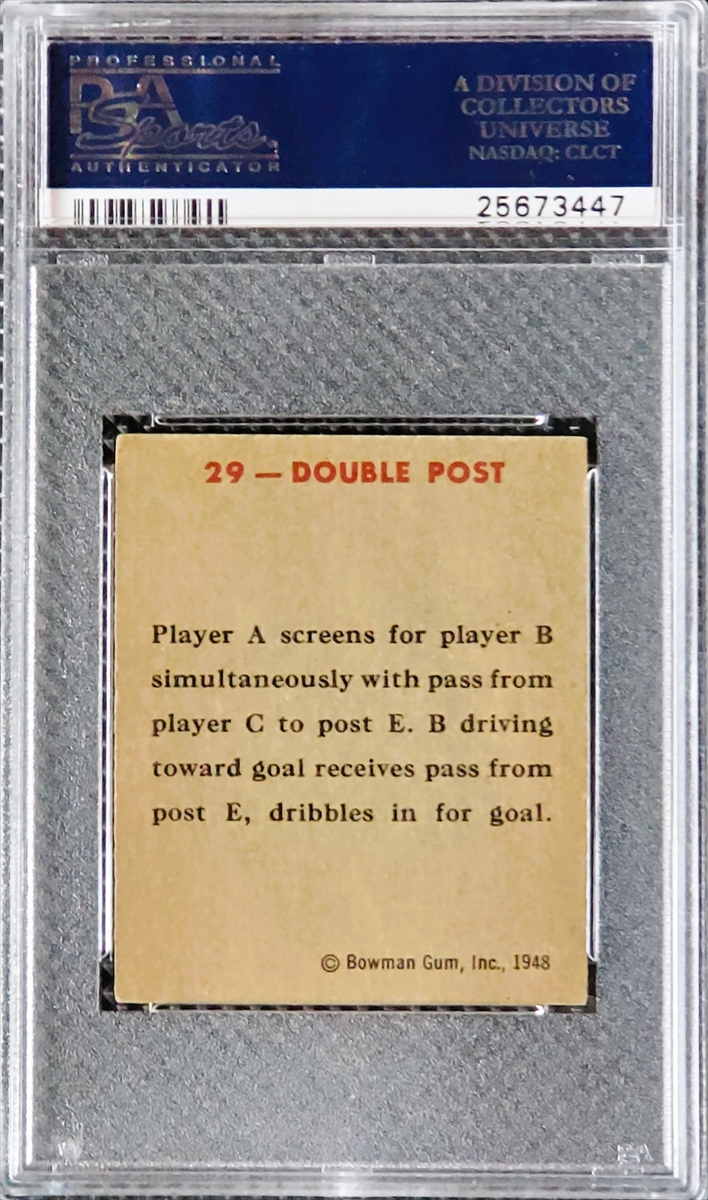 PROFESSIONAL
PSA
Sports
AUTHENTICATOR
A DIVISION OF
COLLECTORS
UNIVERSE
NASDAQ: CLCT
25673447
29 — DOUBLE POST
Player A screens for player B
simultaneously with pass from
player C to post E. B driving
toward goal receives pass from
post E, dribbles in for goal.
© Bowman Gum, Inc., 1948
PSA